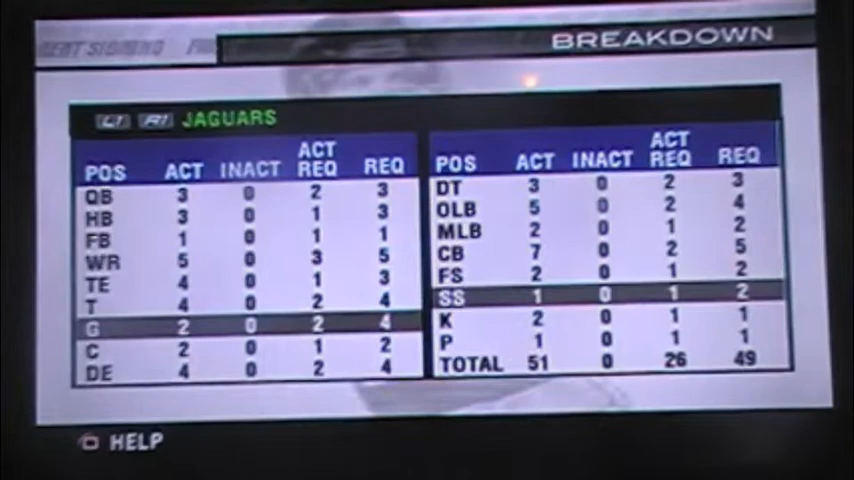 ENT SIGNING
BREAKDOWN
L1 R1 JAGUARS
POS ACT INACT ACT REQ REQ
QB 3 0 2 3
HB 3 0 1 3
FB 1 0 1 1
WR 5 0 3 5
TE 4 0 1 3
T 4 0 2 4
G 2 0 2 4
C 2 0 1 2
DE 4 0 2 4
POS ACT INACT ACT REQ REQ
DT 3 0 2 3
OLB 5 0 2 4
MLB 2 0 1 2
CB 7 0 2 5
FS 2 0 1 2
SS 1 0 1 2
K 2 0 1 1
P 1 0 1 1
TOTAL 51 0 26 49
HELP